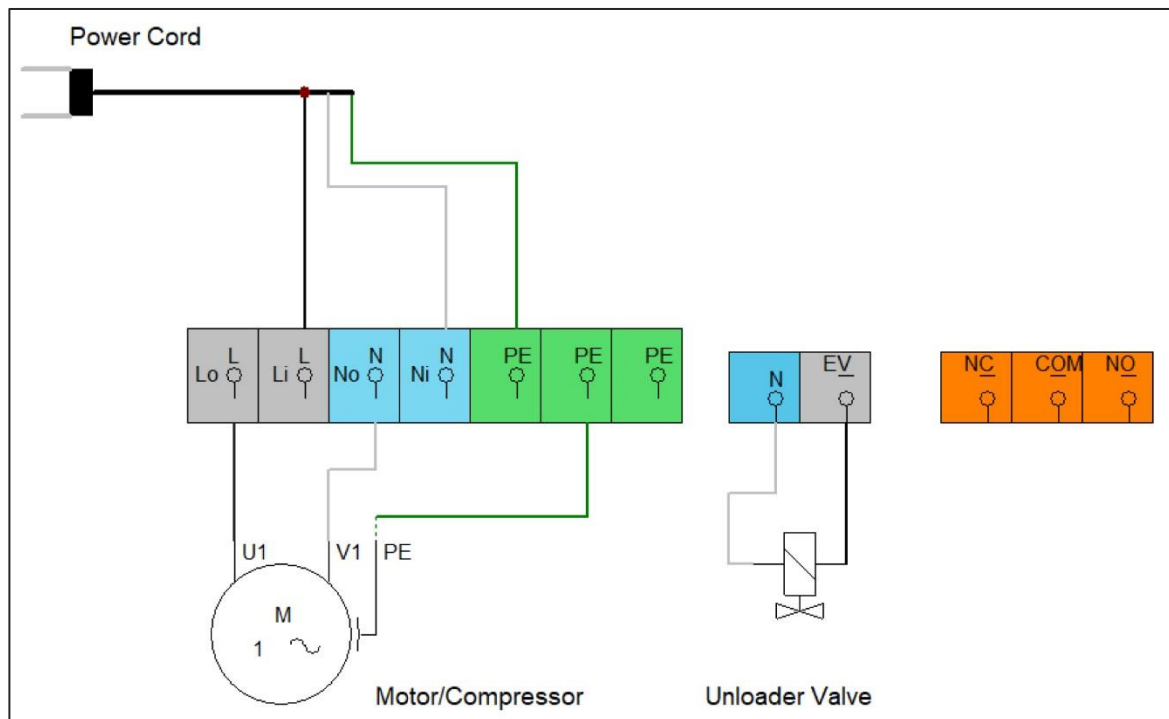 Power Cord
L L N N PE PE PE
Lo Li No Ni
EV
N
NC COM NO
U1 V1 PE
M
1
Motor/Compressor Unloader Valve